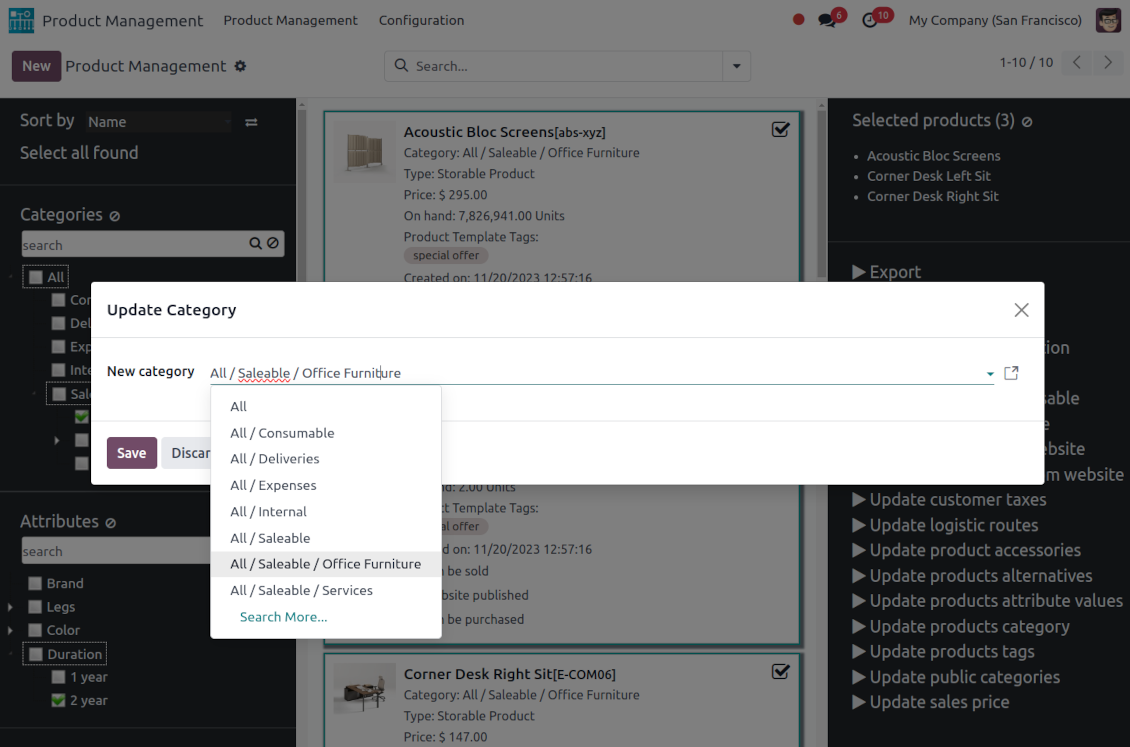 Product Management Product Management Configuration 6 10 My Company (San Francisco)
New Product Management Search... 1-10 / 10
Sort by Name
Select all found
Categories
search
All
Sale
Attributes
search
Brand
Legs
Color
Duration
1 year
2 year
Acoustic Bloc Screens[abs-xyz]
Category: All / Saleable / Office Furniture
Type: Storable Product
Price: $ 295.00
On hand: 7,826,941.00 Units
Product Template Tags:
special offer
Created on: 11/20/2023 12:57:16
Update Category
New category All / Saleable / Office Furniture
Save Discar
All
All / Consumable
All / Deliveries
All / Expenses
All / Internal
All / Saleable
All / Saleable / Office Furniture
All / Saleable / Services
Search More...
nd: 2.00 Units
ct Template Tags:
al offer
d on: 11/20/2023 12:57:16
n be sold
bsite published
n be purchased
Corner Desk Right Sit[E-COM06]
Category: All / Saleable / Office Furniture
Type: Storable Product
Price: $ 147.00
Selected products (3)
Acoustic Bloc Screens
Corner Desk Left Sit
Corner Desk Right Sit
Export
tion
sable
e
ebsite
m website
Update customer taxes
Update logistic routes
Update product accessories
Update products alternatives
Update products attribute values
Update products category
Update products tags
Update public categories
Update sales price